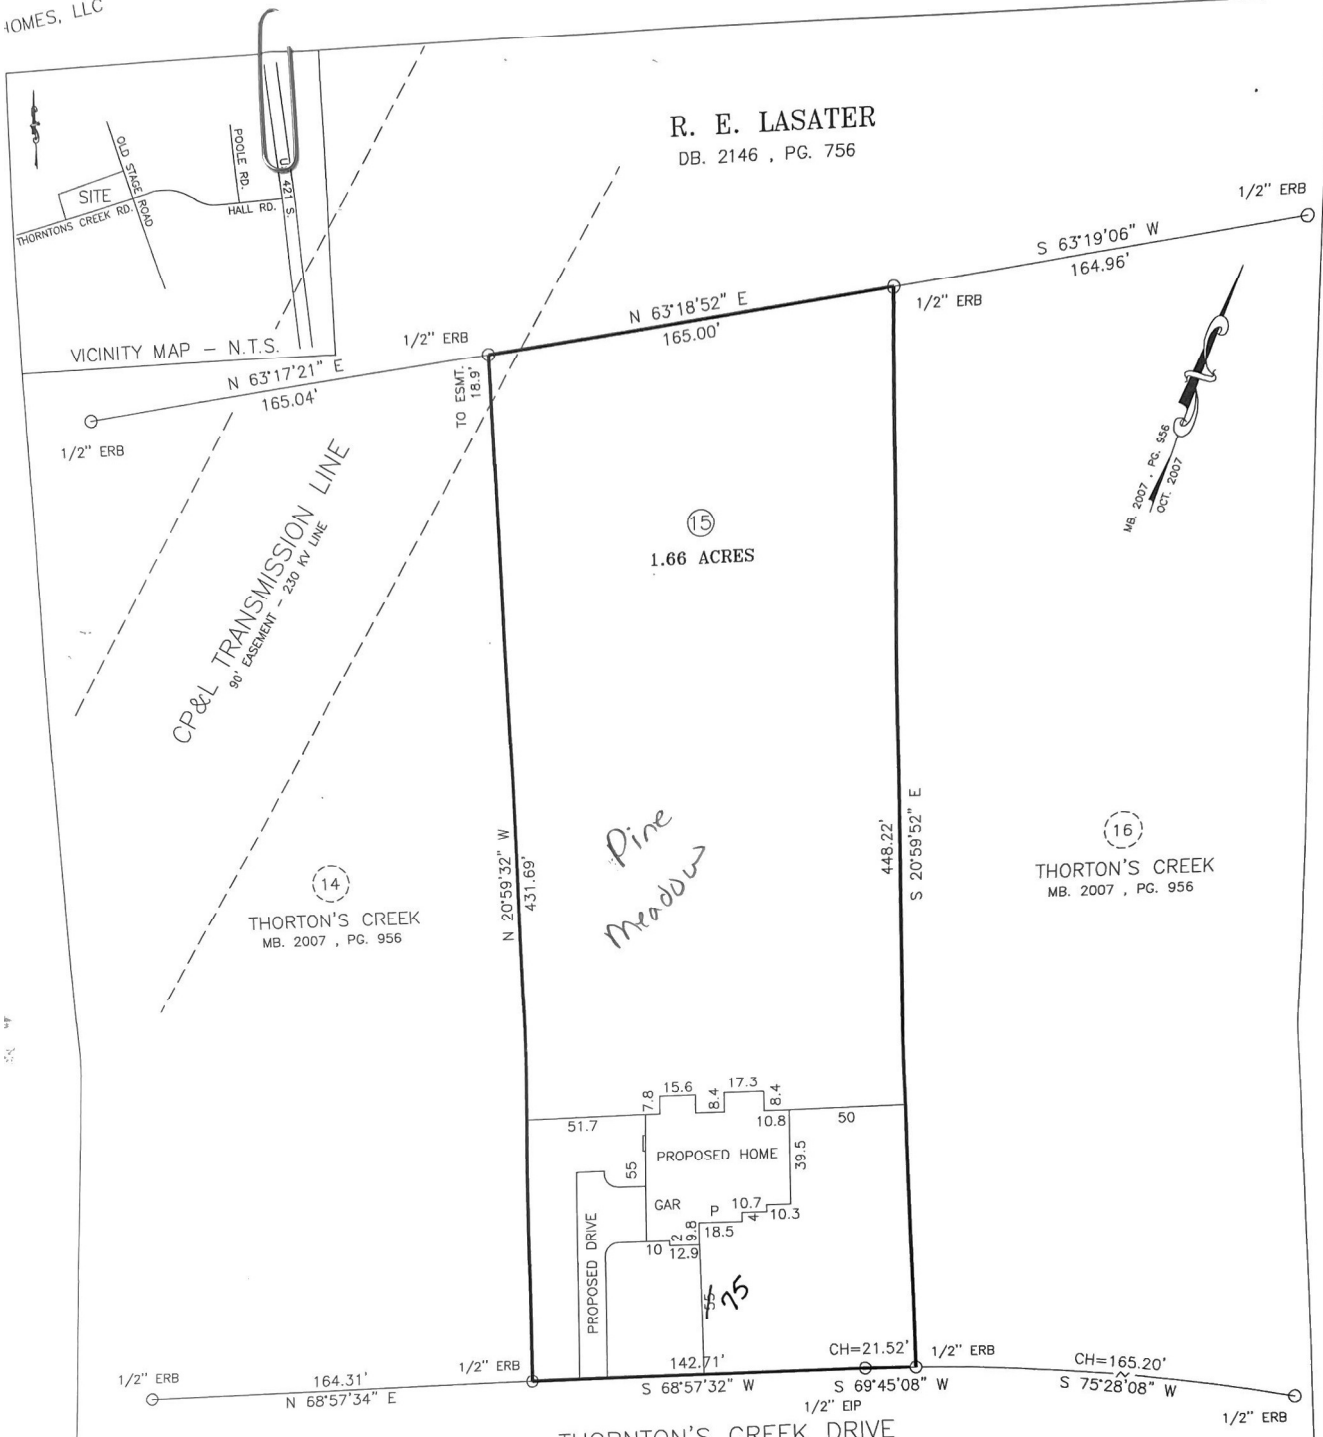 HOMES, LLC
R. E. LASATER
DB. 2146 , PG. 756
OLD STAGE ROAD
POOLE RD.
U 421 S.
SITE
THORNTONS CREEK RD.
HALL RD.
VICINITY MAP – N.T.S.
1/2" ERB
S 63°19'06" W
164.96'
1/2" ERB
N 63°18'52" E
165.00'
1/2" ERB
N 63°17'21" E
165.04'
1/2" ERB
TO ESMT.
18.9'
MB. 2007 , PG. 956
OCT. 2007
CP&L TRANSMISSION LINE
90' EASEMENT – 230 KV LINE
15
1.66 ACRES
N 20°59'32" W
431.69'
448.22'
S 20°59'52" E
Pine
Meadow
14
THORTON'S CREEK
MB. 2007 , PG. 956
16
THORTON'S CREEK
MB. 2007 , PG. 956
7.8
15.6
8.4
17.3
8.4
51.7
10.8
50
PROPOSED HOME
55
39.5
GAR
P
10.7
4
10.3
18.5
9.8
2
10
12.9
PROPOSED DRIVE
55
75
1/2" ERB
164.31'
N 68°57'34" E
1/2" ERB
142.71'
S 68°57'32" W
CH=21.52'
S 69°45'08" W
1/2" EIP
1/2" ERB
CH=165.20'
S 75°28'08" W
1/2" ERB
THORNTON'S CREEK DRIVE